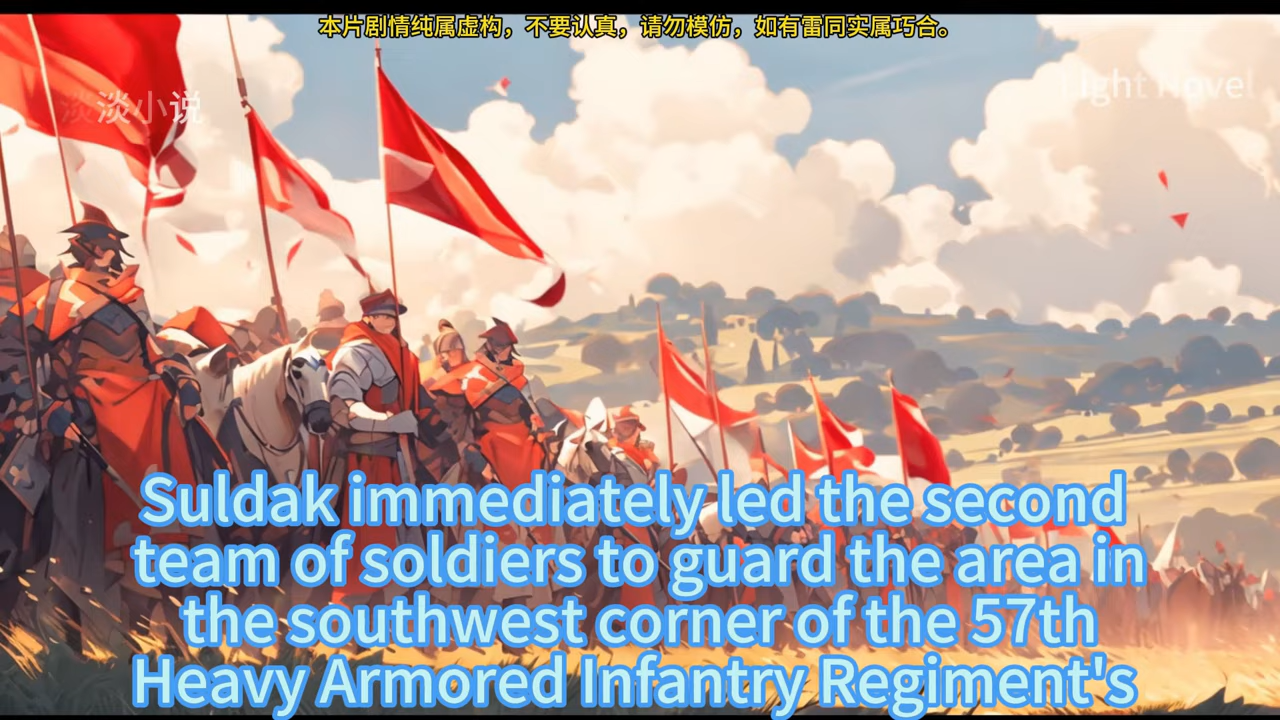 本片剧情纯属虚构，不要认真，请勿模仿，如有雷同实属巧合。
淡淡小说
Light Novel
Suldak immediately led the second
team of soldiers to guard the area in
the southwest corner of the 57th
Heavy Armored Infantry Regiment's